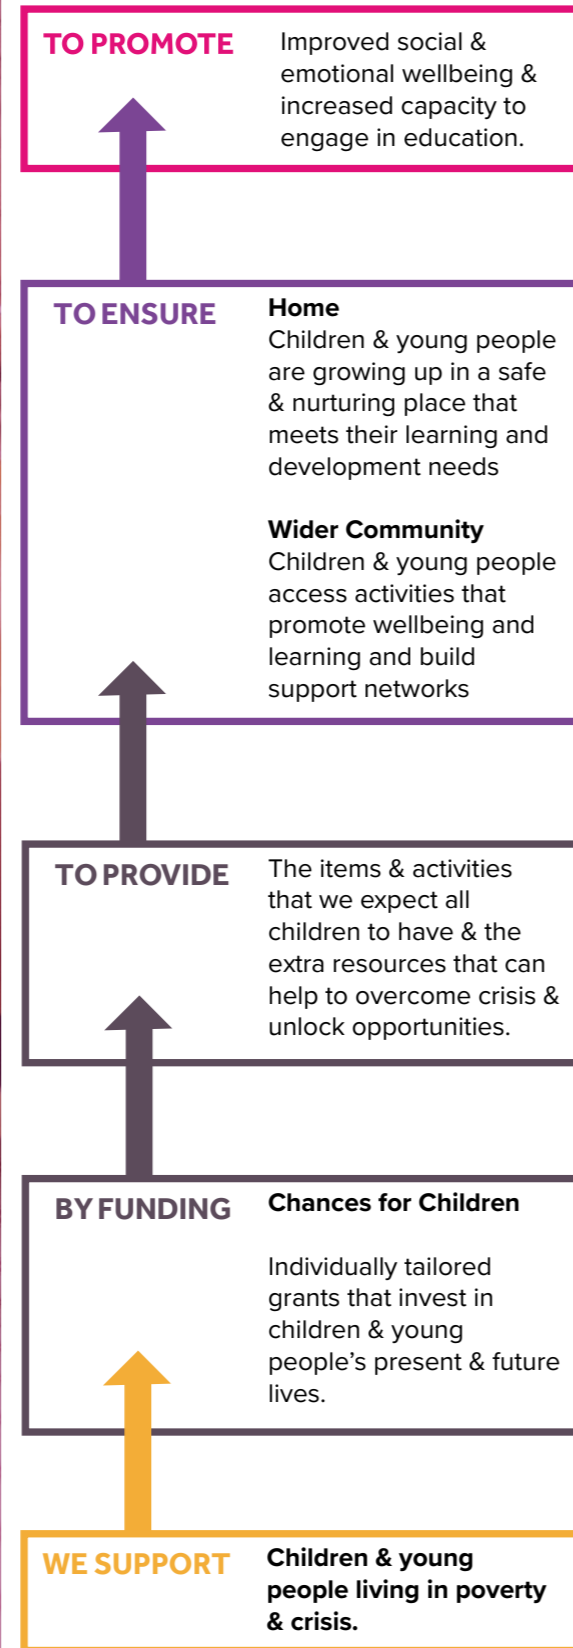 TO PROMOTE
Improved social &
emotional wellbeing &
increased capacity to
engage in education.
TO ENSURE
Home
Children & young people
are growing up in a safe
& nurturing place that
meets their learning and
development needs
Wider Community
Children & young people
access activities that
promote wellbeing and
learning and build
support networks
TO PROVIDE
The items & activities
that we expect all
children to have & the
extra resources that can
help to overcome crisis &
unlock opportunities.
BY FUNDING
Chances for Children
Individually tailored
grants that invest in
children & young
people’s present & future
lives.
WE SUPPORT
Children & young
people living in poverty
& crisis.